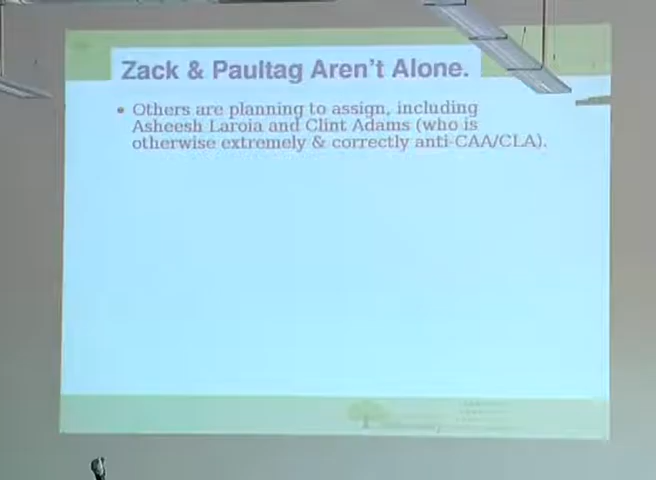 Zack & Paultag Aren't Alone.
• Others are planning to assign, including
Asheesh Laroia and Clint Adams (who is
otherwise extremely & correctly anti-CAA/CLA).